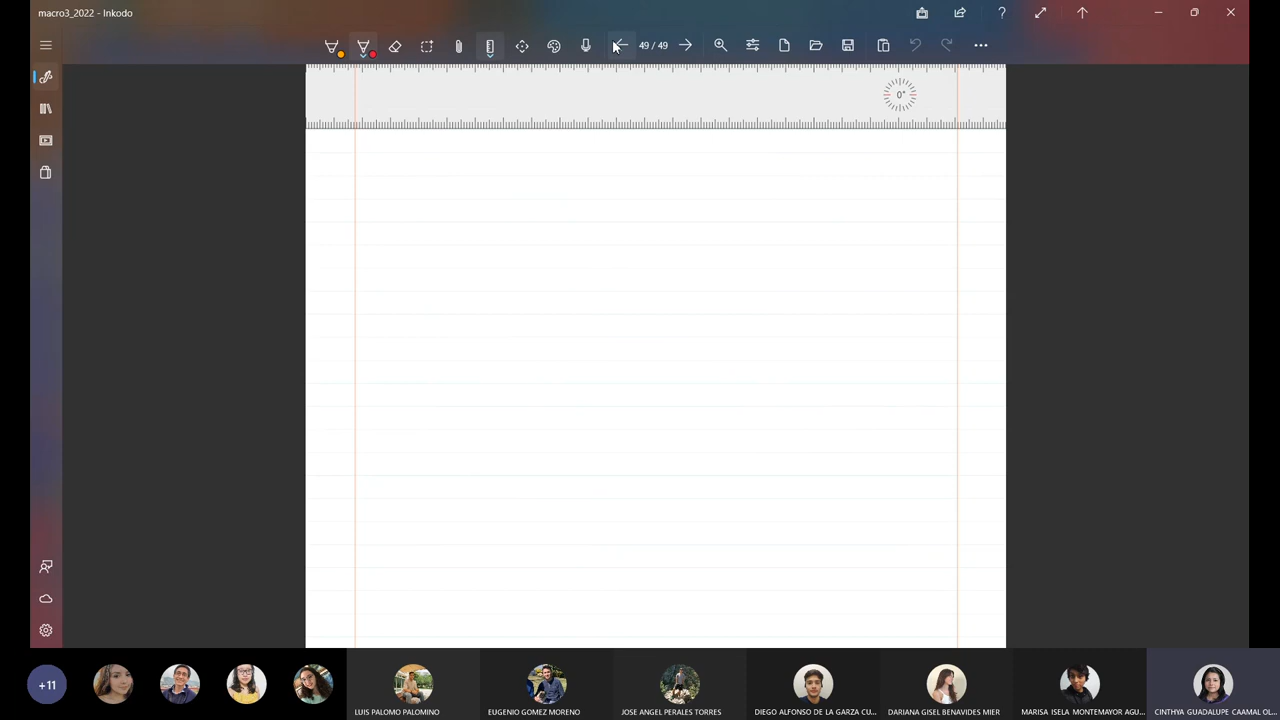 macro3_2022 - Inkodo
49 / 49
0°
+11
LUIS PALOMO PALOMINO
EUGENIO GOMEZ MORENO
JOSE ANGEL PERALES TORRES
DIEGO ALFONSO DE LA GARZA CU...
DARIANA GISEL BENAVIDES MIER
MARISA ISELA MONTEMAYOR AGU...
CINTHYA GUADALUPE CAAMAL OL...